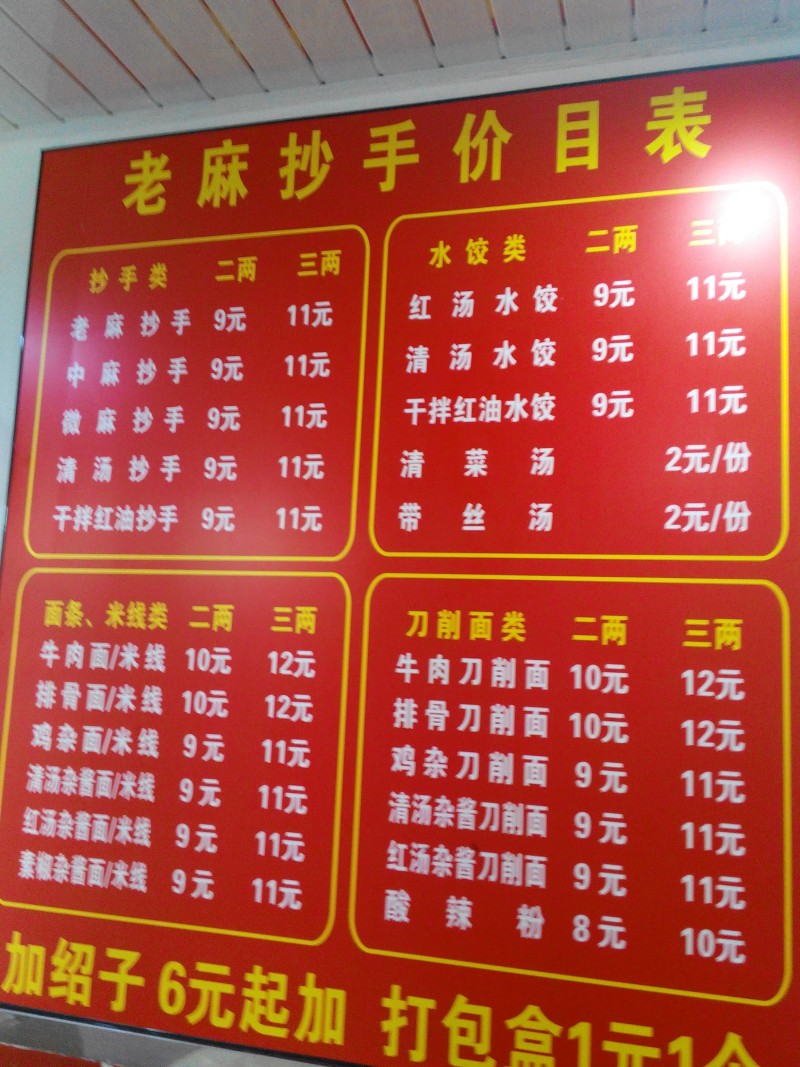 老麻抄手价目表
抄手类 二两 三两
老麻抄手 9元 11元
中麻抄手 9元 11元
微麻抄手 9元 11元
清汤抄手 9元 11元
干拌红油抄手 9元 11元
水饺类 二两 三两
红汤水饺 9元 11元
清汤水饺 9元 11元
干拌红油水饺 9元 11元
清菜汤 2元/份
带丝汤 2元/份
面条、米线类 二两 三两
牛肉面/米线 10元 12元
排骨面/米线 10元 12元
鸡杂面/米线 9元 11元
清汤杂酱面/米线 9元 11元
红汤杂酱面/米线 9元 11元
素椒杂酱面/米线 9元 11元
刀削面类 二两 三两
牛肉刀削面 10元 12元
排骨刀削面 10元 12元
鸡杂刀削面 9元 11元
清汤杂酱刀削面 9元 11元
红汤杂酱刀削面 9元 11元
酸辣粉 8元 10元
加绍子6元起加 打包盒1元1个